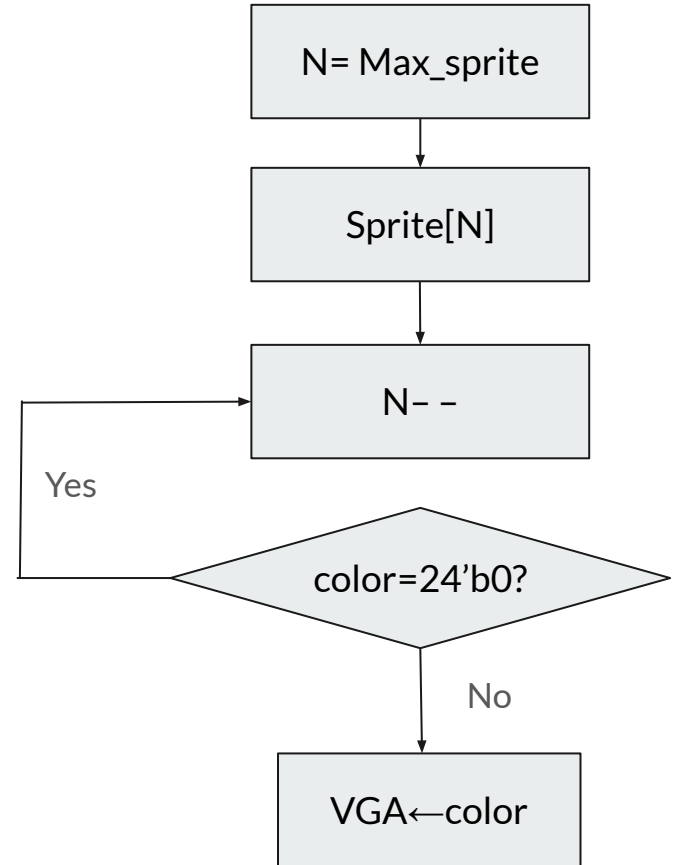 N= Max_sprite
Sprite[N]
N– –
Yes
color=24’b0?
No
VGA←color